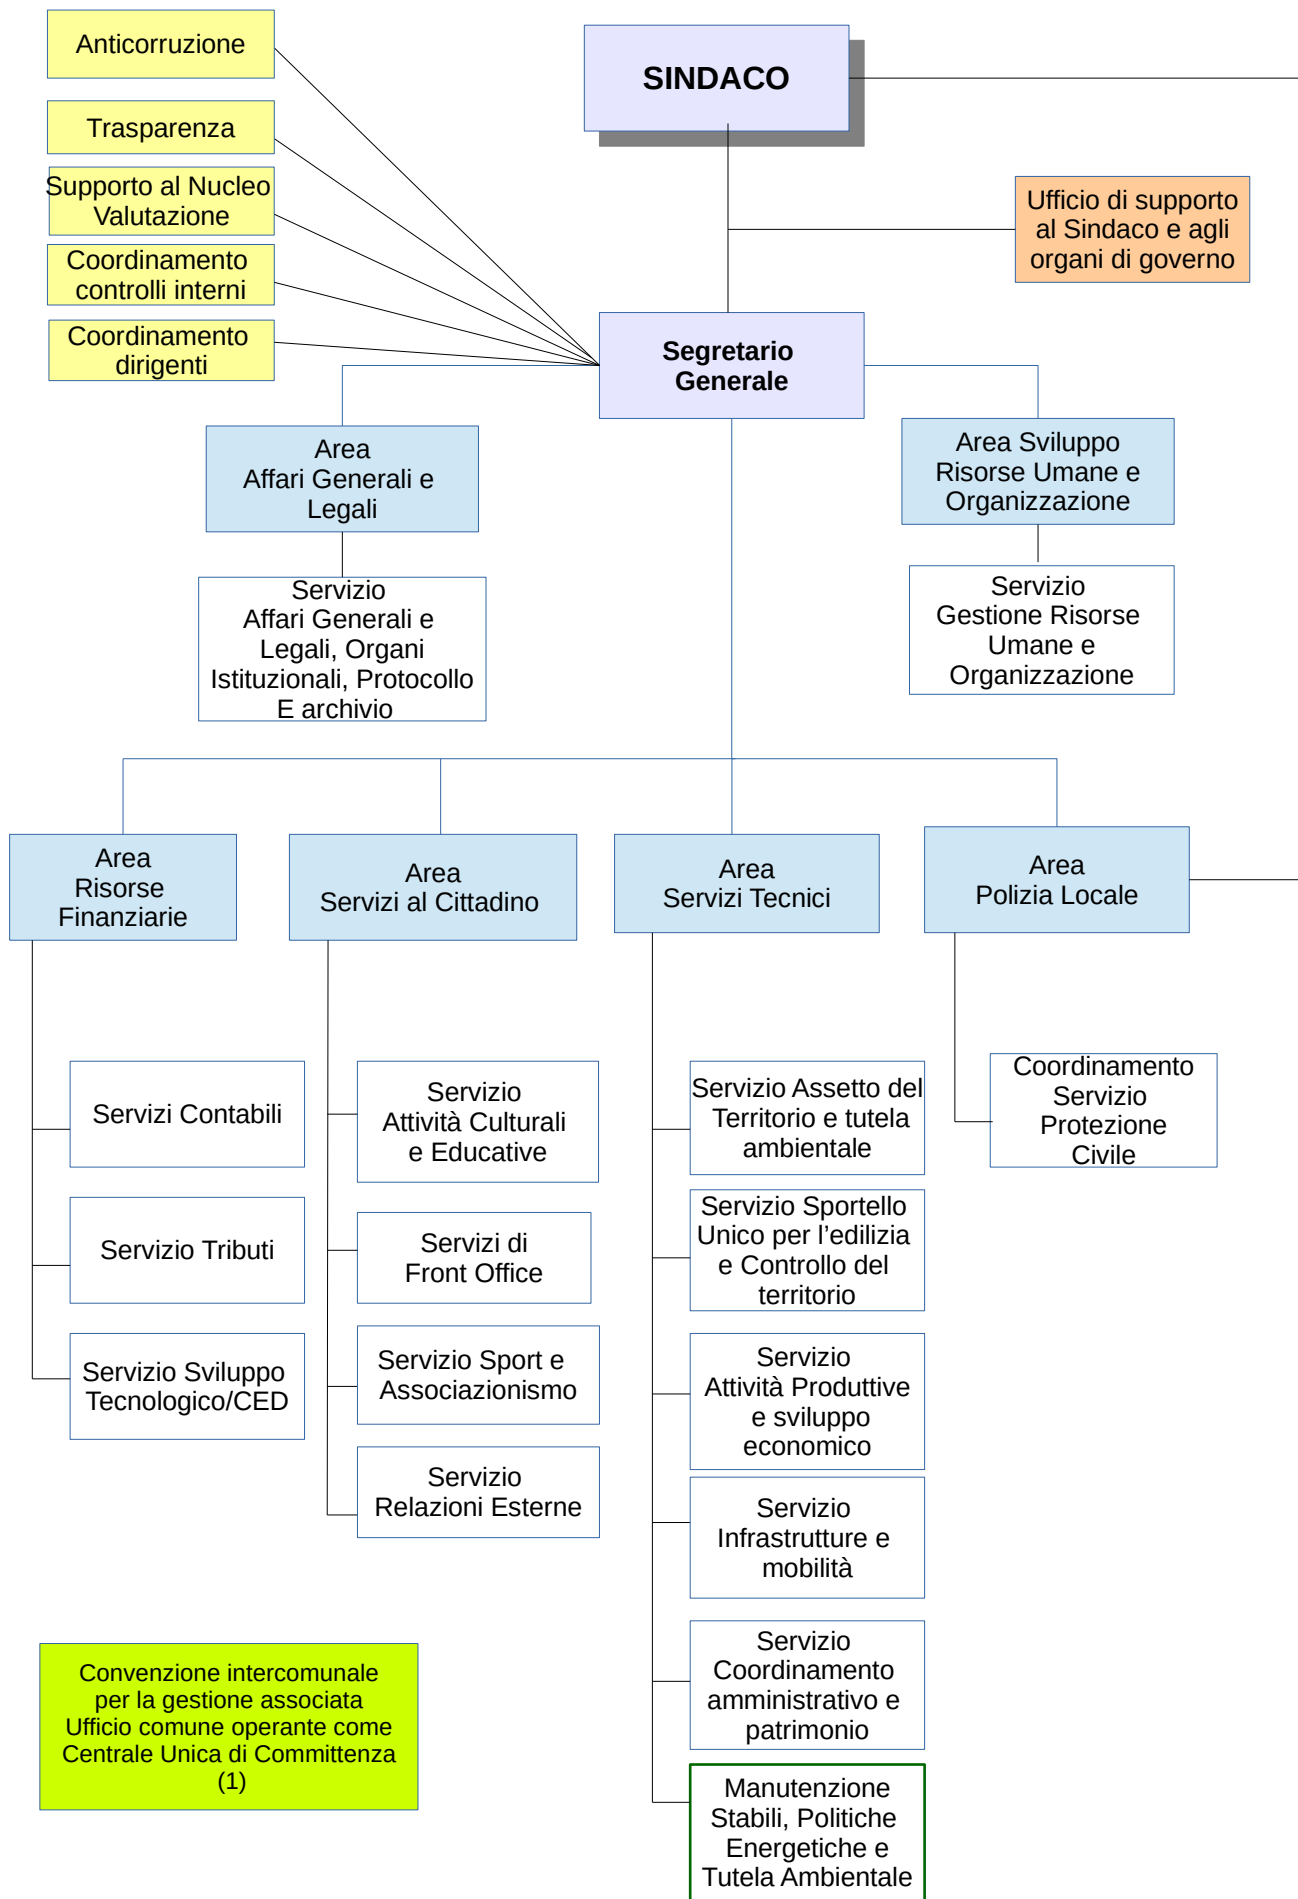 Anticorruzione
SINDACO
Trasparenza
Supporto al Nucleo
Valutazione
Ufficio di supporto
al Sindaco e agli
organi di governo
Coordinamento
controlli interni
Coordinamento
dirigenti
Segretario
Generale
Area
Affari Generali e
Legali
Area Sviluppo
Risorse Umane e
Organizzazione
Servizio
Affari Generali e
Legali, Organi
Istituzionali, Protocollo
E archivio
Servizio
Gestione Risorse
Umane e
Organizzazione
Area
Risorse
Finanziarie
Area
Servizi al Cittadino
Area
Servizi Tecnici
Area
Polizia Locale
Servizi Contabili
Servizio Tributi
Servizio Sviluppo
Tecnologico/CED
Servizio
Attività Culturali
e Educative
Servizi di
Front Office
Servizio Sport e
Associazionismo
Servizio
Relazioni Esterne
Servizio Assetto del
Territorio e tutela
ambientale
Servizio Sportello
Unico per l’edilizia
e Controllo del
territorio
Servizio
Attività Produttive
e sviluppo
economico
Servizio
Infrastrutture e
mobilità
Servizio
Coordinamento
amministrativo e
patrimonio
Manutenzione
Stabili, Politiche
Energetiche e
Tutela Ambientale
Coordinamento
Servizio
Protezione
Civile
Convenzione intercomunale
per la gestione associata
Ufficio comune operante come
Centrale Unica di Committenza
(1)